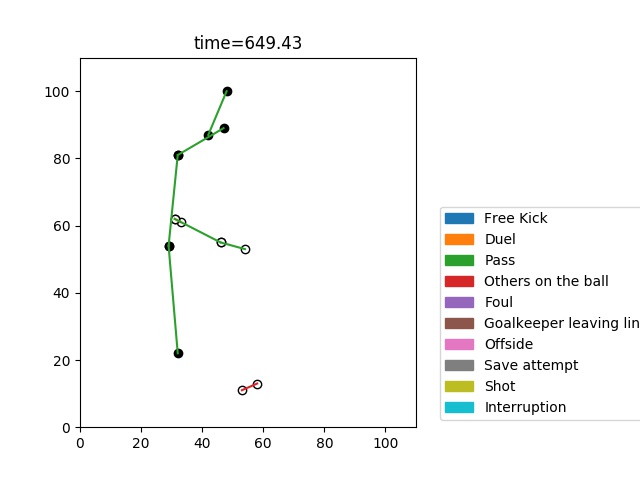 time=649.43
100
80
60
40
20
0
0 20 40 60 80 100
Free Kick
Duel
Pass
Others on the ball
Foul
Goalkeeper leaving lin
Offside
Save attempt
Shot
Interruption